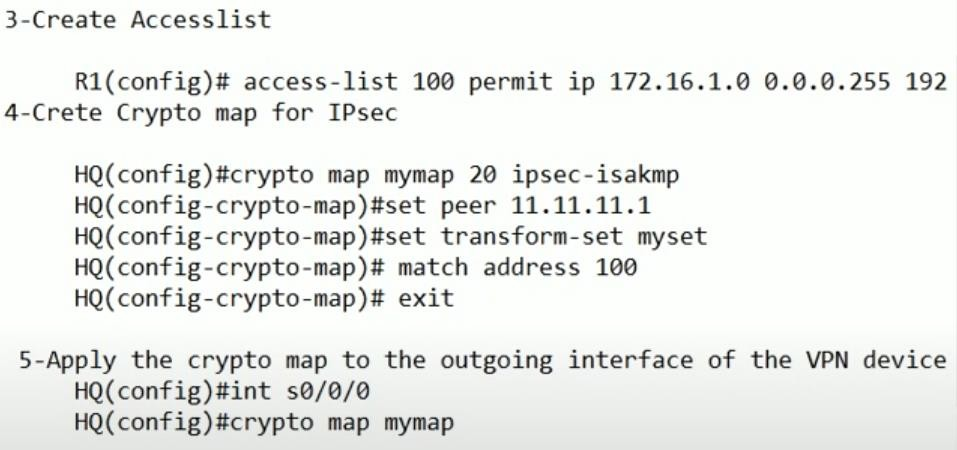 3-Create Accesslist
R1(config)# access-list 100 permit ip 172.16.1.0 0.0.0.255 192
4-Crete Crypto map for IPsec
HQ(config)#crypto map mymap 20 ipsec-isakmp
HQ(config-crypto-map)#set peer 11.11.11.1
HQ(config-crypto-map)#set transform-set myset
HQ(config-crypto-map)# match address 100
HQ(config-crypto-map)# exit
5-Apply the crypto map to the outgoing interface of the VPN device
HQ(config)#int s0/0/0
HQ(config)#crypto map mymap